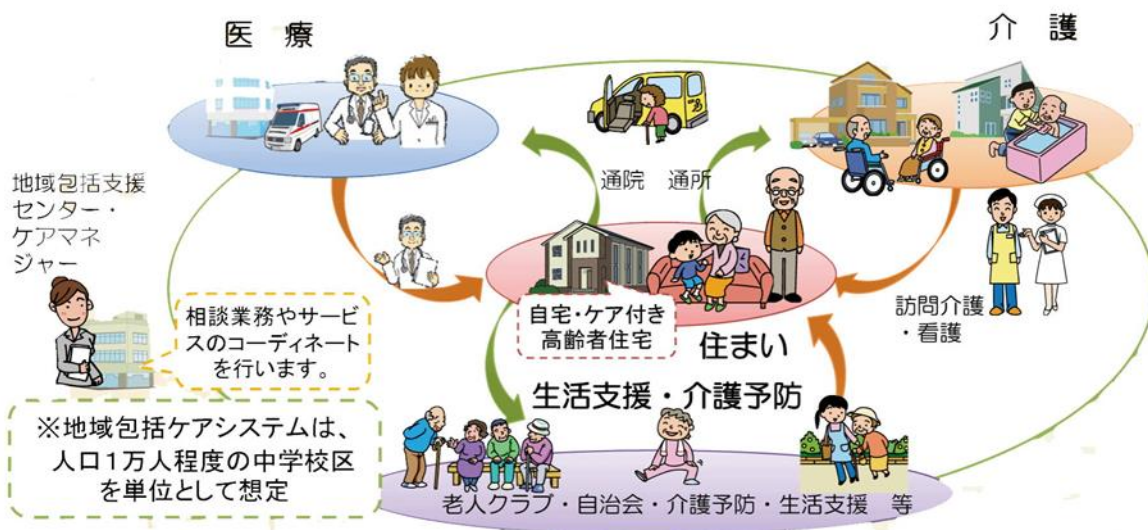 医 療
介 護
通院 通所
地域包括支援
センター・
ケアマネ
ジャー
相談業務やサービ
スのコーディネート
を行います。
自宅・ケア付き
高齢者住宅
住まい
訪問介護
・看護
生活支援・介護予防
※地域包括ケアシステムは、
人口1万人程度の中学校区
を単位として想定
老人クラブ・自治会・介護予防・生活支援 等